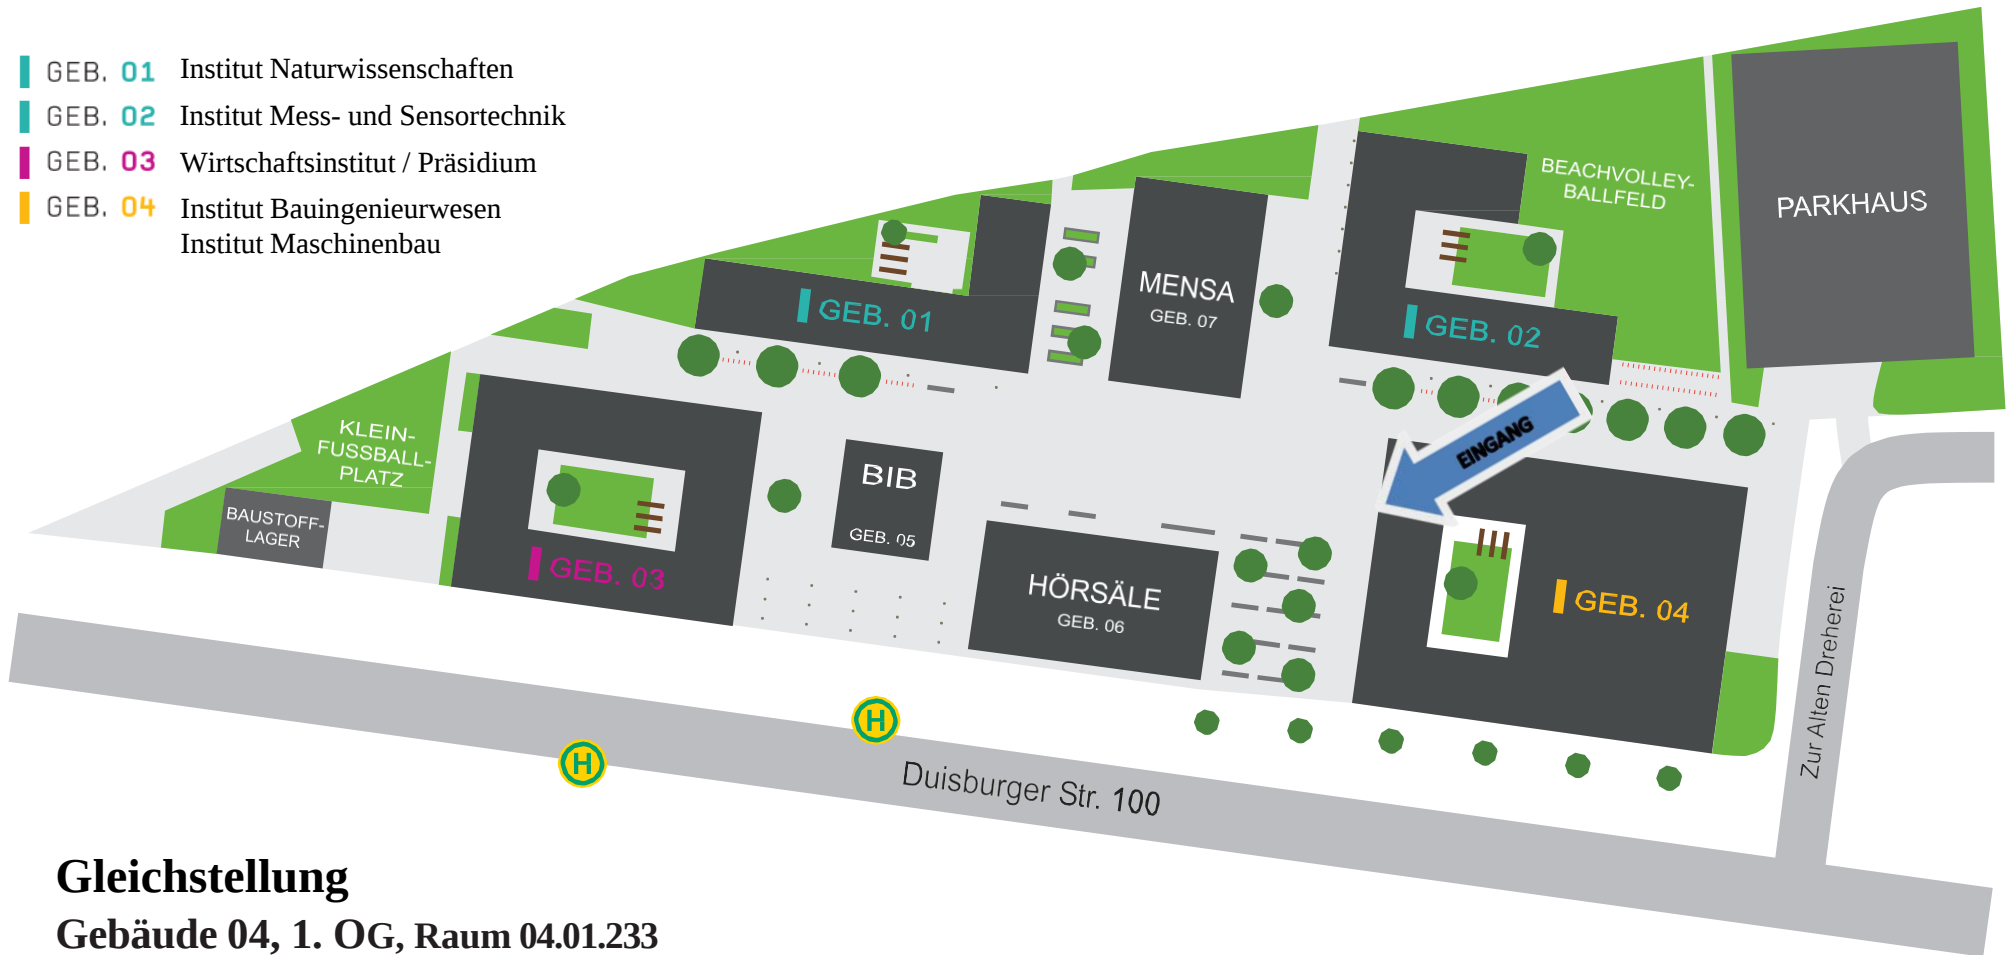 GEB. 01 Institut Naturwissenschaften
GEB. 02 Institut Mess- und Sensortechnik
GEB. 03 Wirtschaftsinstitut / Präsidium
GEB. 04 Institut Bauingenieurwesen
Institut Maschinenbau
BEACHVOLLEY-
BALLFELD
PARKHAUS
MENSA
GEB. 07
GEB. 01
GEB. 02
EINGANG
KLEIN-
FUSSBALL-
PLATZ
BAUSTOFF-
LAGER
GEB. 03
BIB
GEB. 05
HÖRSÄLE
GEB. 06
GEB. 04
Zur Alten Dreherei
H
H
Duisburger Str. 100
Gleichstellung
Gebäude 04, 1. OG, Raum 04.01.233